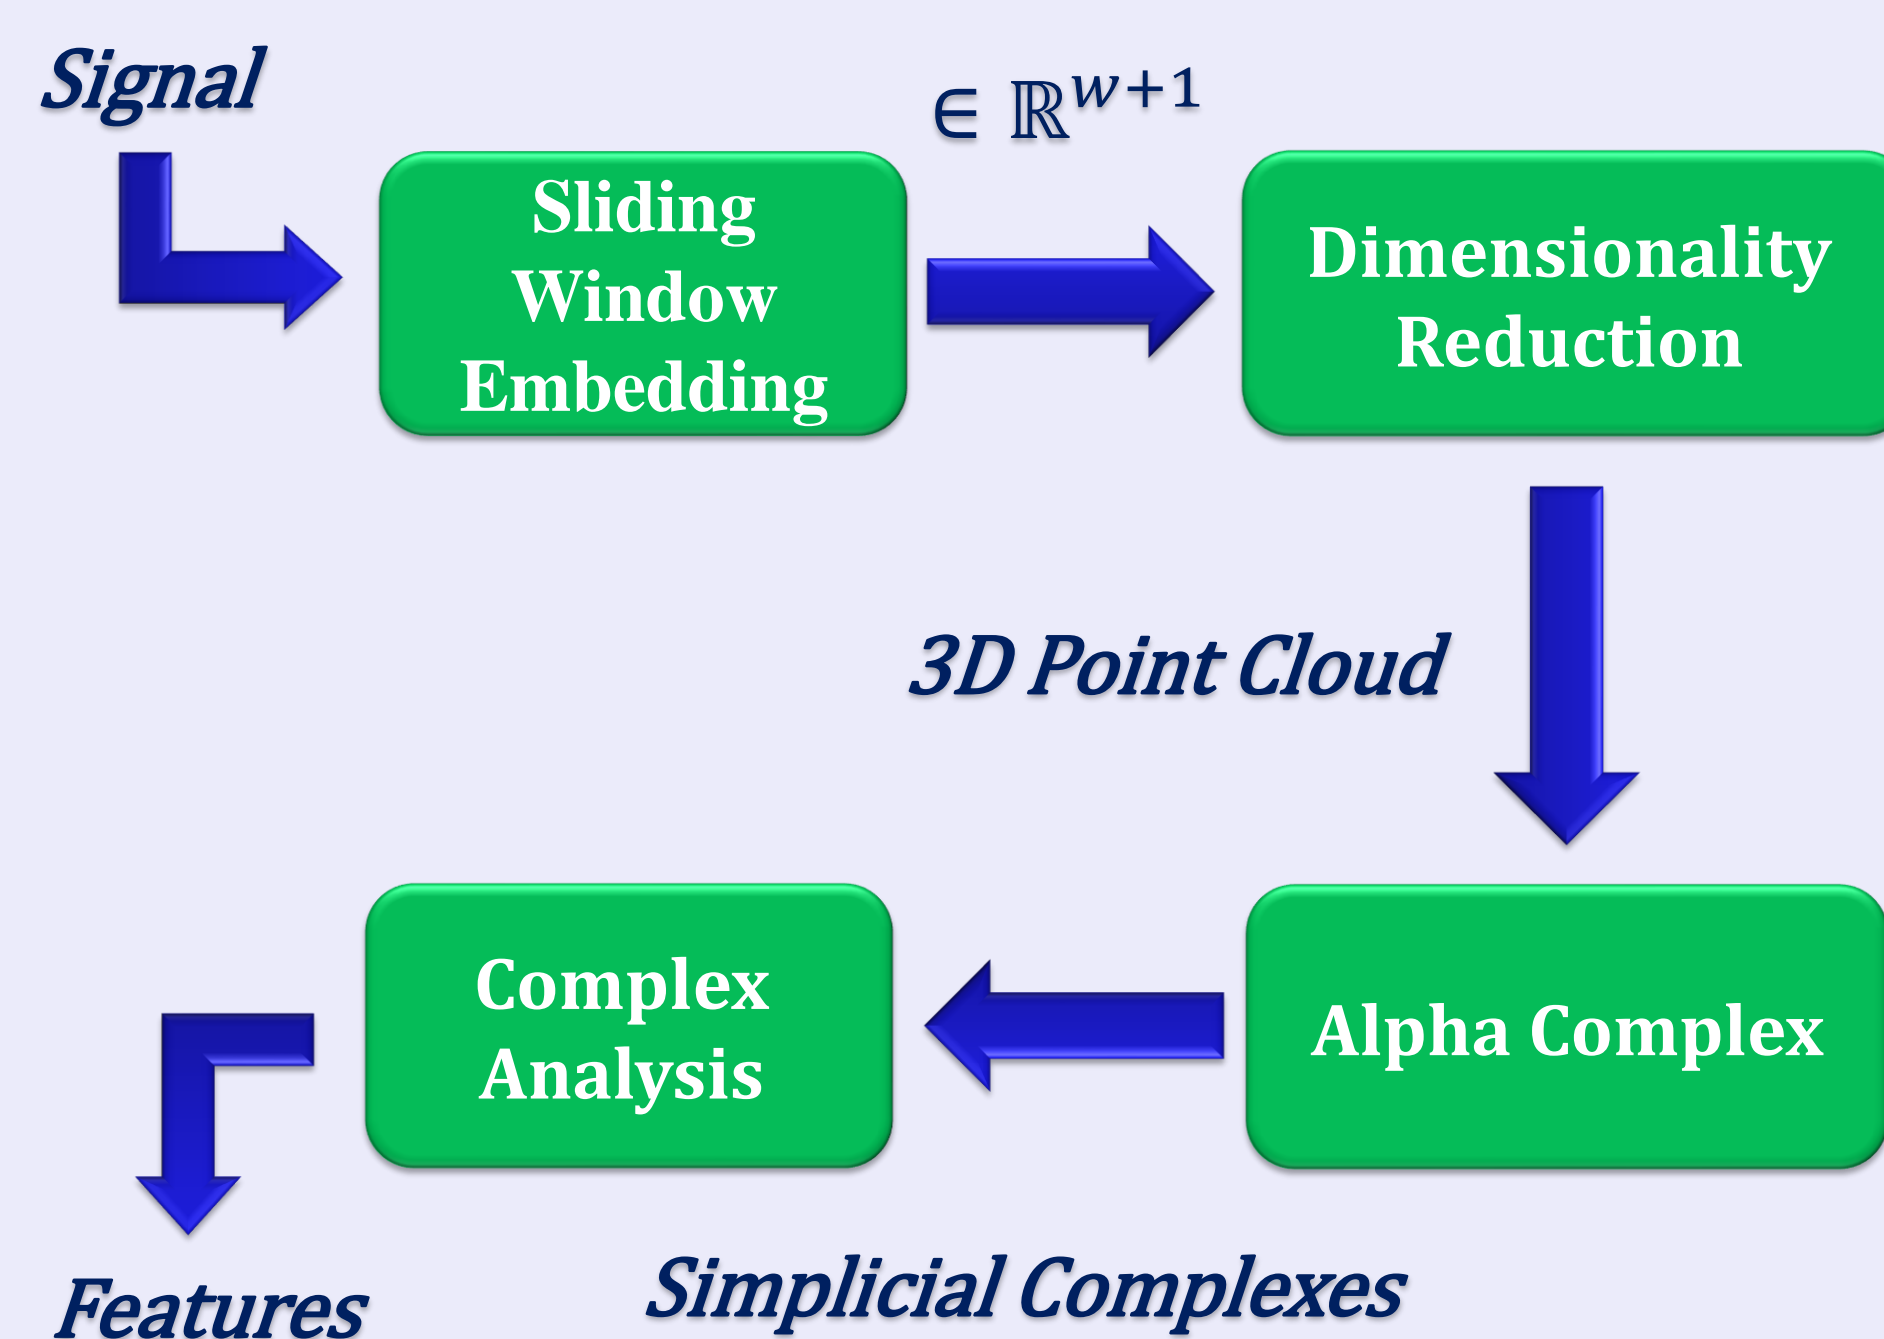 Signal
∈ ℝ^{w+1}
Sliding
Window
Embedding
Dimensionality
Reduction
3D Point Cloud
Complex
Analysis
Alpha Complex
Features
Simplicial Complexes